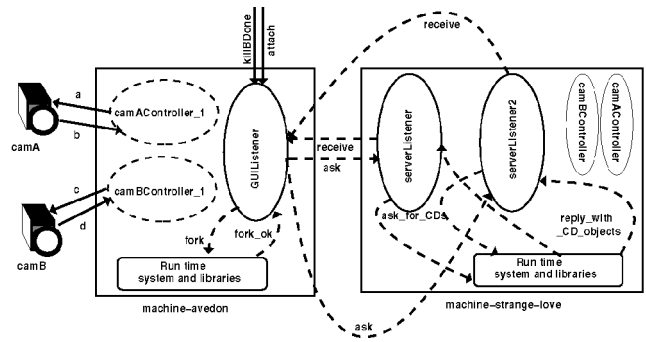 killBDone
attach
receive
a
camAController_1
b
camA
GUIListener
receive
ask
serverListener
serverListener2
camBController
camAController
c
camBController_1
d
camB
fork
fork_ok
ask_for_CDs
reply_with
_CD_objects
Run time
system and libraries
Run time
system and libraries
machine-avedon
machine-strange-love
ask